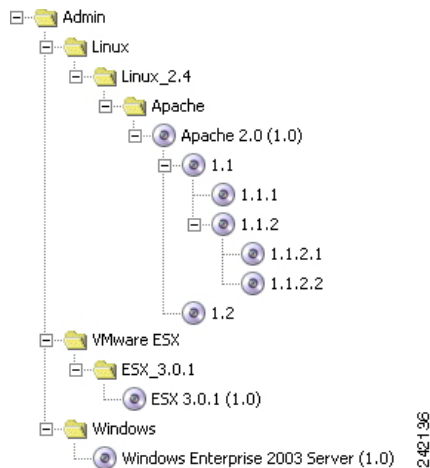 Admin
Linux
Linux_2.4
Apache
Apache 2.0 (1.0)
1.1
1.1.1
1.1.2
1.1.2.1
1.1.2.2
1.2
VMware ESX
ESX_3.0.1
ESX 3.0.1 (1.0)
Windows
Windows Enterprise 2003 Server (1.0)
242136